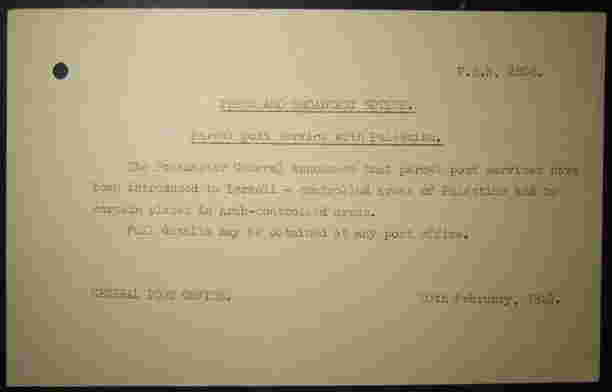 PRESS AND BROADCAST NOTICE.
Parcel post service with Palestine.
The Postmaster General announces that parcel post services have
been introduced to Israeli - controlled areas of Palestine and to
certain places in Arab-controlled areas.
Full details may be obtained at any post office.
GENERAL POST OFFICE.
February,